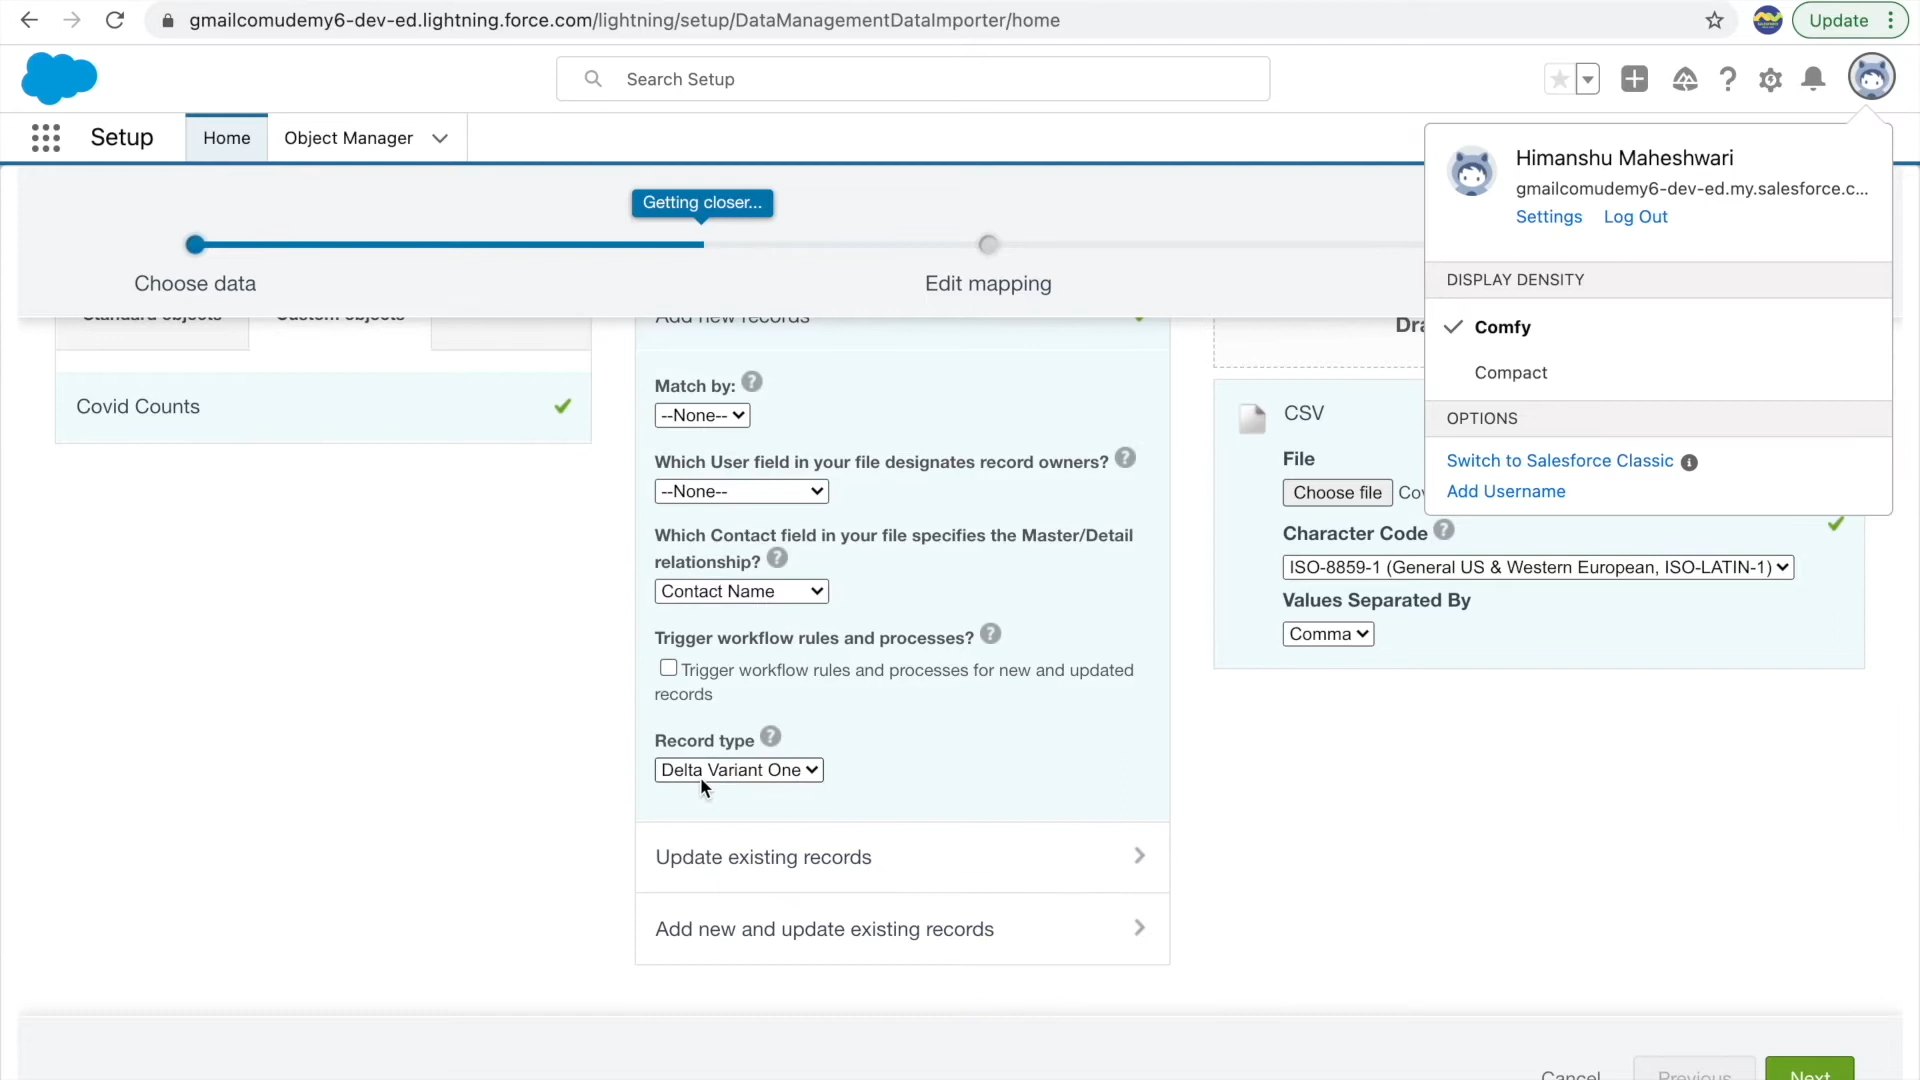 gmailcomudemy6-dev-ed.lightning.force.com/lightning/setup/DataManagementDataImporter/home
Update
Search Setup
Setup
Home
Object Manager
Himanshu Maheshwari
gmailcomudemy6-dev-ed.my.salesforce.c...
Settings
Log Out
Getting closer...
Choose data
Edit mapping
DISPLAY DENSITY
Comfy
Compact
OPTIONS
Switch to Salesforce Classic
Add Username
Standard objects
Custom objects
Covid Counts
Add new records
Match by:
--None--
Which User field in your file designates record owners?
--None--
Which Contact field in your file specifies the Master/Detail
relationship?
Contact Name
Trigger workflow rules and processes?
Trigger workflow rules and processes for new and updated
records
Record type
Delta Variant One
Update existing records
Add new and update existing records
Dra
CSV
File
Choose file
Cov
Character Code
ISO-8859-1 (General US & Western European, ISO-LATIN-1)
Values Separated By
Comma
Cancel
Previous
Next